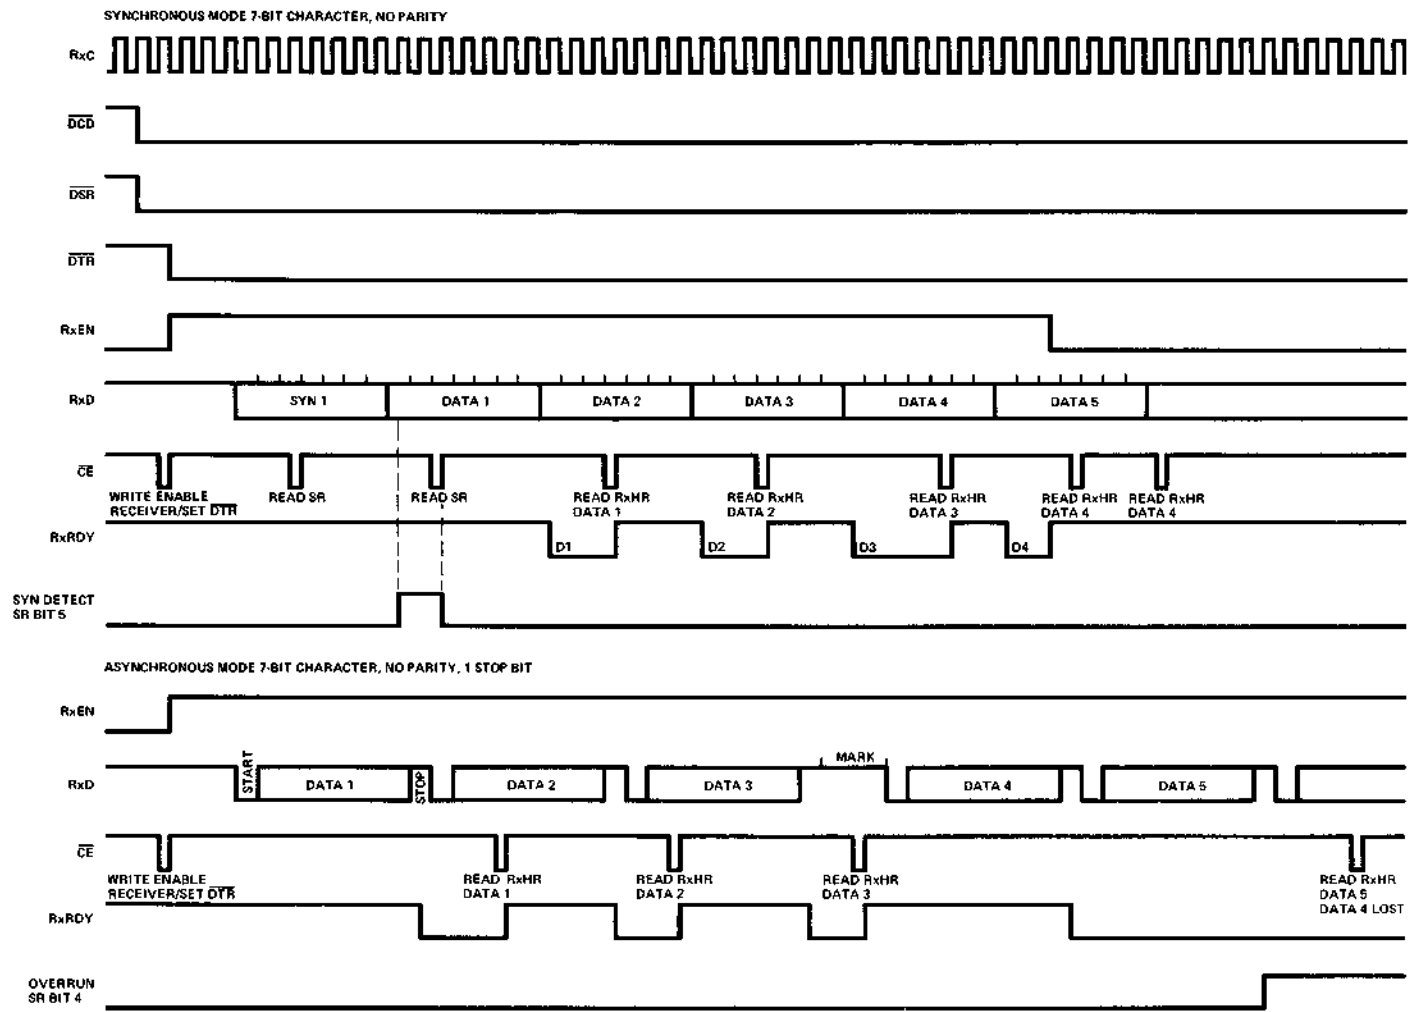 SYNCHRONOUS MODE 7-BIT CHARACTER, NO PARITY
RxC
DCD
DSR
DTR
RxEN
RxD
SYN 1
DATA 1
DATA 2
DATA 3
DATA 4
DATA 5
CE
WRITE ENABLE
RECEIVER/SET DTR
READ SR
READ SR
READ RxHR
DATA 1
READ RxHR
DATA 2
READ RxHR
DATA 3
READ RxHR
DATA 4
READ RxHR
DATA 4
RxRDY
D1
D2
D3
D4
SYN DETECT
SR BIT 5
ASYNCHRONOUS MODE 7-BIT CHARACTER, NO PARITY, 1 STOP BIT
RxEN
RxD
START
DATA 1
STOP
DATA 2
DATA 3
MARK
DATA 4
DATA 5
CE
WRITE ENABLE
RECEIVER/SET DTR
READ RxHR
DATA 1
READ RxHR
DATA 2
READ RxHR
DATA 3
READ RxHR
DATA 5
DATA 4 LOST
RxRDY
OVERRUN
SR BIT 4